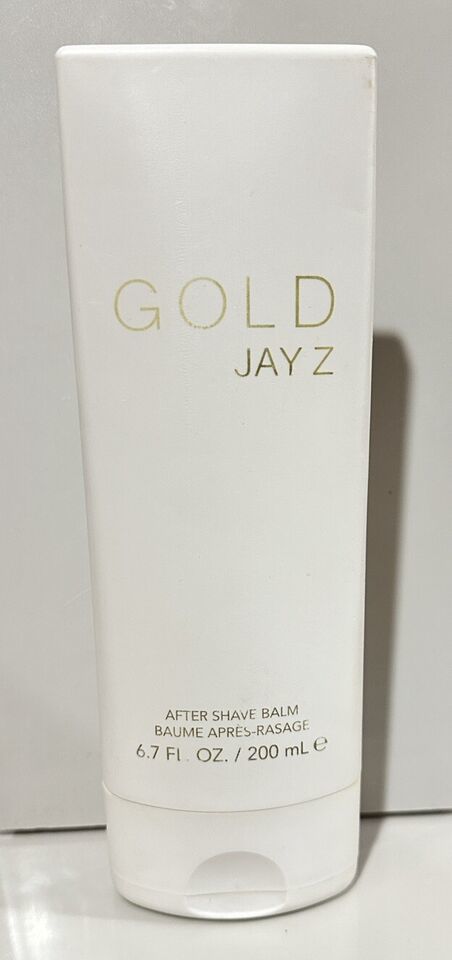 GOLD
JAY Z
AFTER SHAVE BALM
BAUME APRÈS-RASAGE
6.7 FL. OZ. / 200 mL ℮